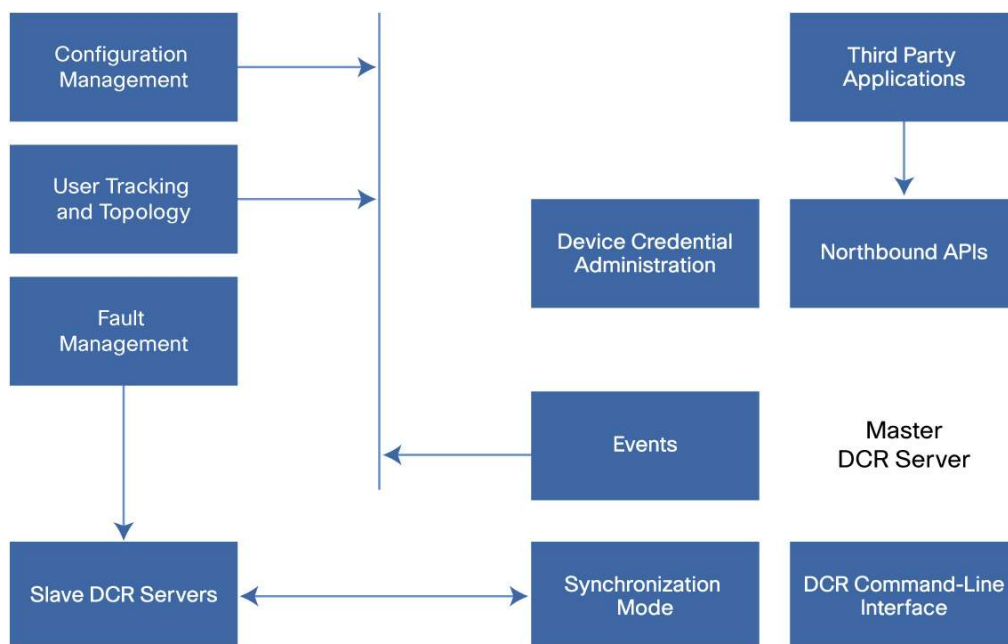 Configuration
Management
Third Party
Applications
User Tracking
and Topology
Device Credential
Administration
Northbound APIs
Fault
Management
Events
Master
DCR Server
Slave DCR Servers
Synchronization
Mode
DCR Command-Line
Interface